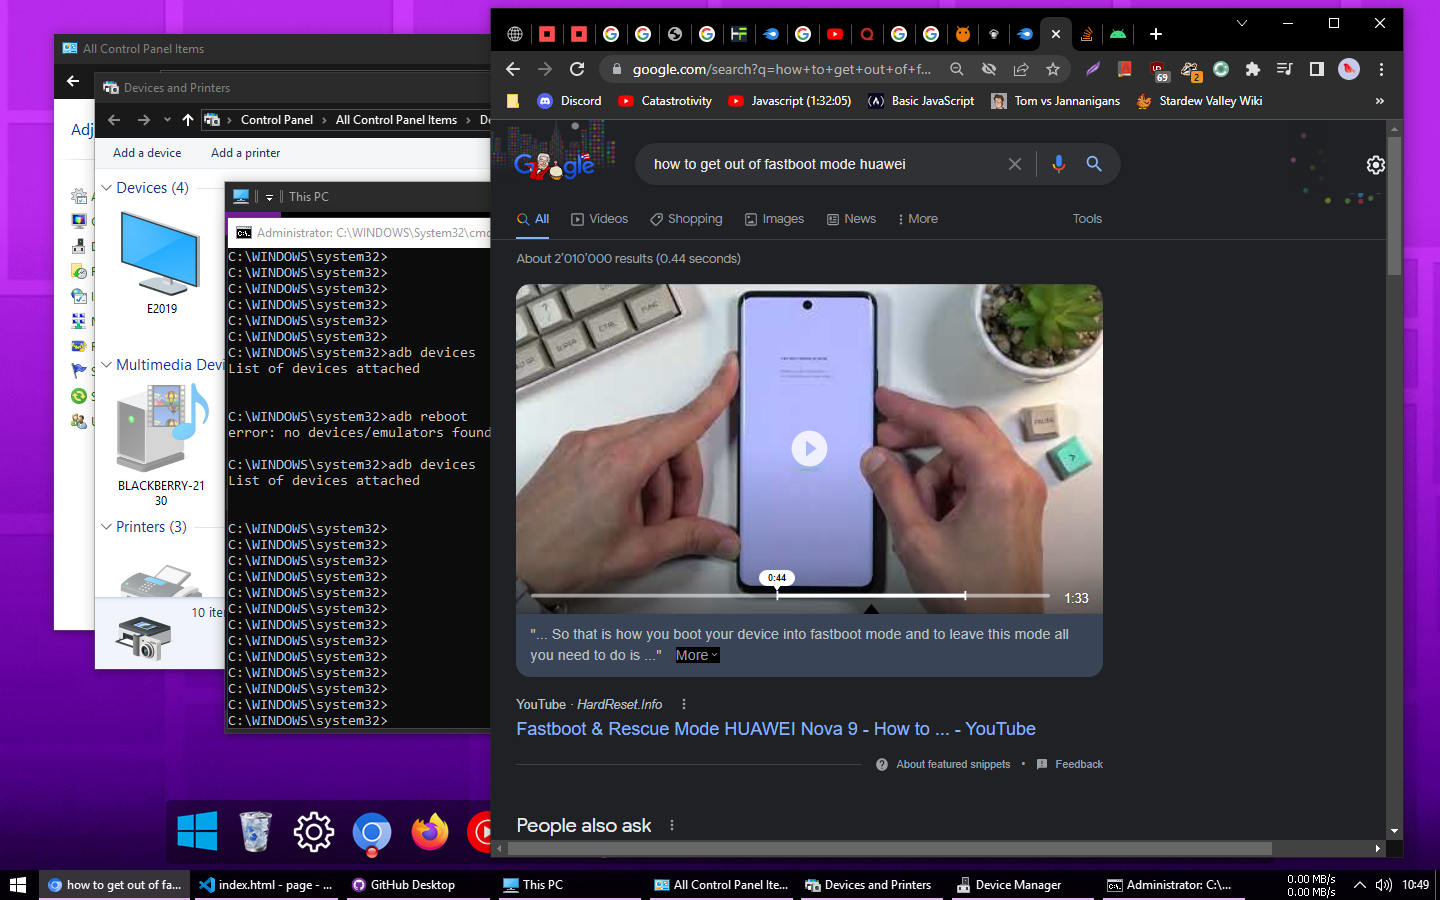 All Control Panel Items
Adj
Devices and Printers
Control Panel
All Control Panel Items
De
Add a device
Add a printer
Devices (4)
E2019
Multimedia Devi
BLACKBERRY-21
30
Printers (3)
10 ite
This PC
Administrator: C:\WINDOWS\System32\cmd
C:\WINDOWS\system32>
C:\WINDOWS\system32>
C:\WINDOWS\system32>
C:\WINDOWS\system32>
C:\WINDOWS\system32>
C:\WINDOWS\system32>
C:\WINDOWS\system32>adb devices
List of devices attached
C:\WINDOWS\system32>adb reboot
error: no devices/emulators found
C:\WINDOWS\system32>adb devices
List of devices attached
C:\WINDOWS\system32>
C:\WINDOWS\system32>
C:\WINDOWS\system32>
C:\WINDOWS\system32>
C:\WINDOWS\system32>
C:\WINDOWS\system32>
C:\WINDOWS\system32>
C:\WINDOWS\system32>
C:\WINDOWS\system32>
C:\WINDOWS\system32>
C:\WINDOWS\system32>
C:\WINDOWS\system32>
C:\WINDOWS\system32>
google.com/search?q=how+to+get+out+of+f...
69
2
Discord
Catastrotivity
Javascript (1:32:05)
Basic JavaScript
Tom vs Jannanigans
Stardew Valley Wiki
»
Google
how to get out of fastboot mode huawei
All
Videos
Shopping
Images
News
More
Tools
About 2'010'000 results (0.44 seconds)
CTRL
FUNC
SUPER
0:44
1:33
"... So that is how you boot your device into fastboot mode and to leave this mode all
you need to do is ..." More
YouTube · HardReset.Info
Fastboot & Rescue Mode HUAWEI Nova 9 - How to ... - YouTube
About featured snippets • Feedback
People also ask
how to get out of fa...
index.html - page - ...
GitHub Desktop
This PC
All Control Panel Ite...
Devices and Printers
Device Manager
Administrator: C:\...
0.00 MB/s
0.00 MB/s
10:49